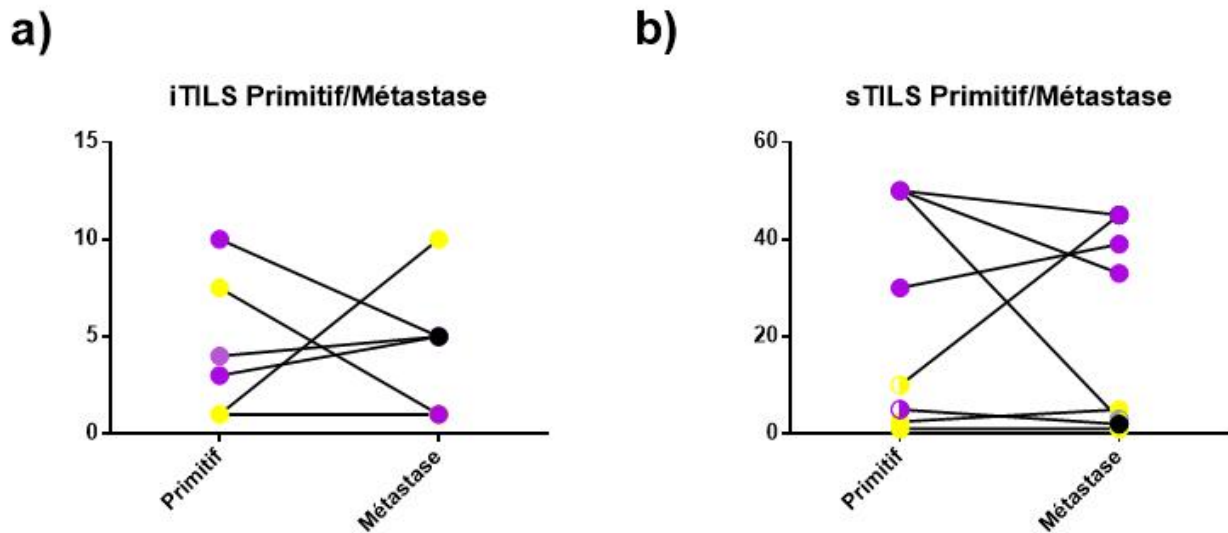 a)
iTILS Primitif/Métastase
15
10
5
0
Primitif
Métastase
b)
sTILS Primitif/Métastase
60
40
20
0
Primitif
Métastase